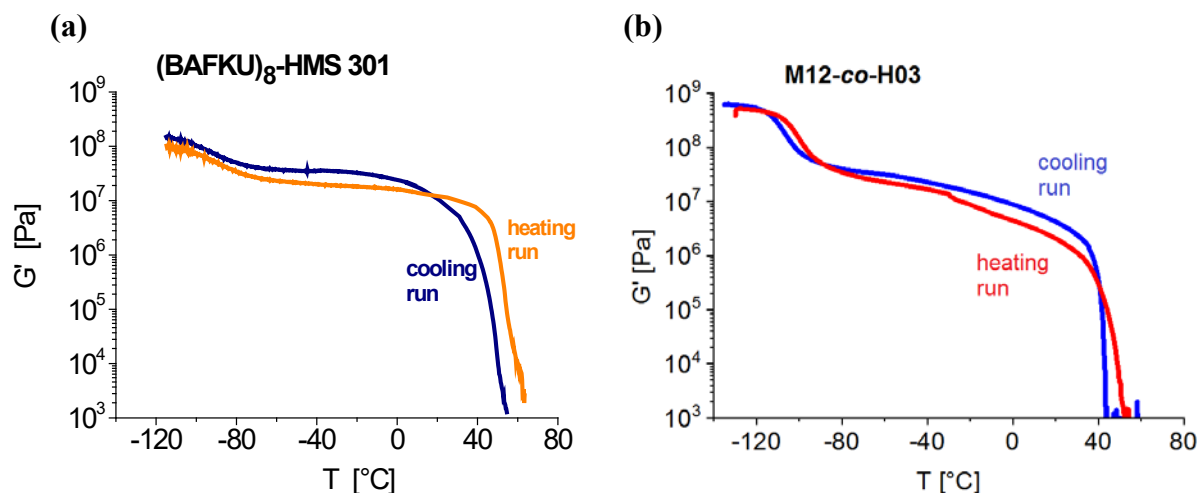 (a)
(BAFKU)8-HMS 301
10⁹
10⁸
10⁷
10⁶
10⁵
10⁴
10³
G' [Pa]
cooling
run
heating
run
-120 -80 -40 0 40 80
T [°C]
(b)
M12-co-H03
10⁹
10⁸
10⁷
10⁶
10⁵
10⁴
10³
G' [Pa]
cooling
run
heating
run
-120 -80 -40 0 40 80
T [°C]